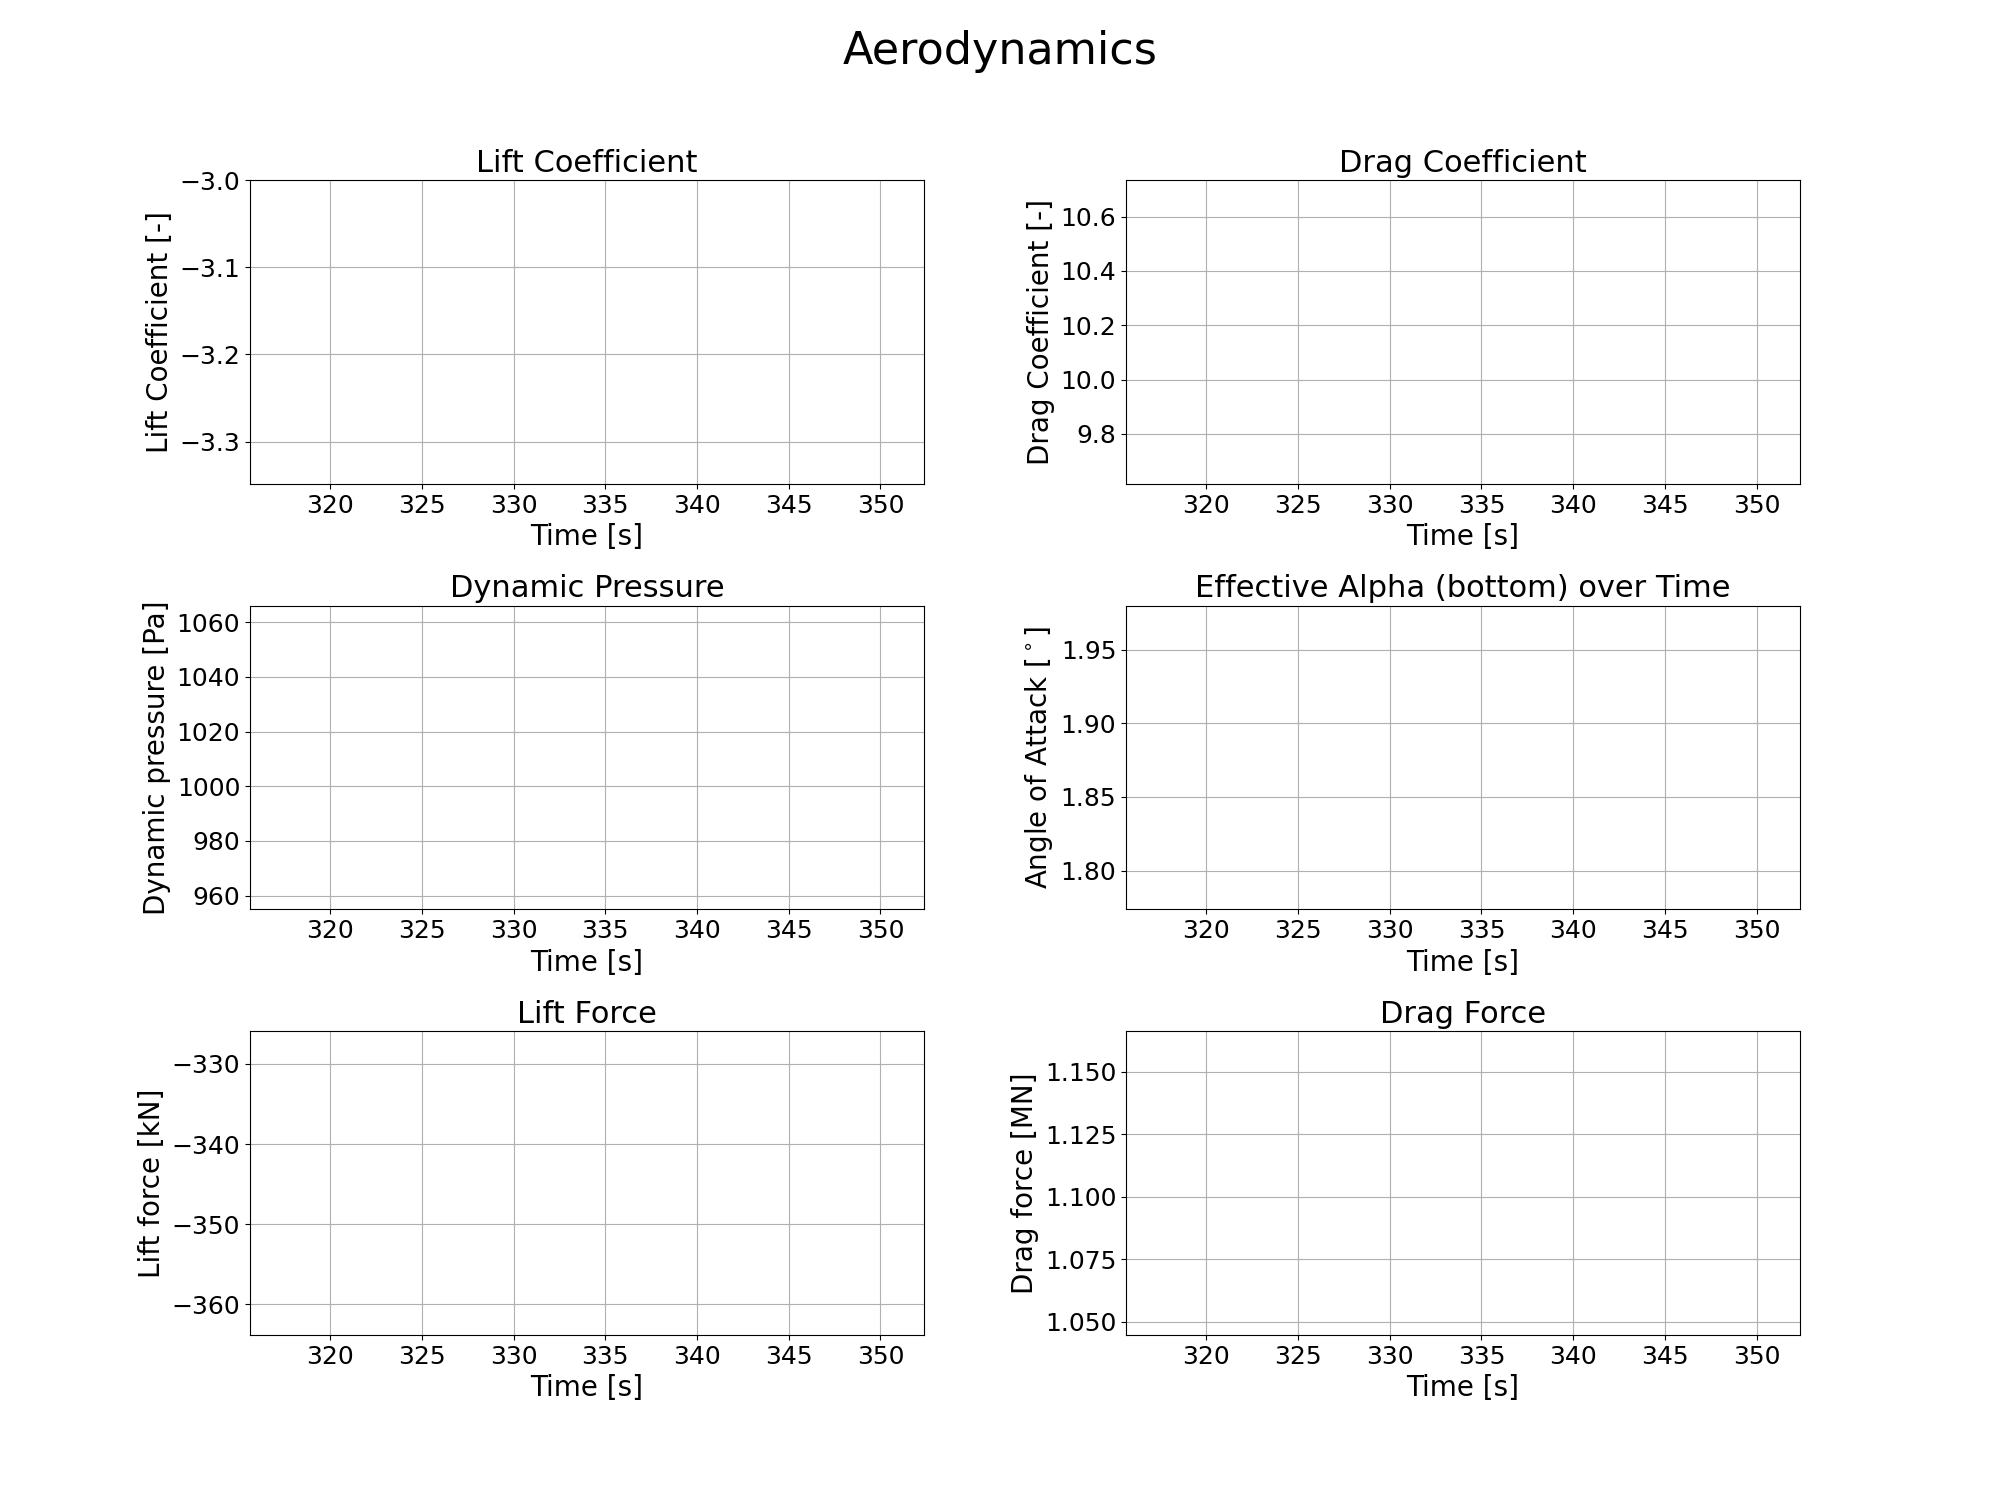 Aerodynamics
Lift Coefficient
Lift Coefficient [-]
−3.0
−3.1
−3.2
−3.3
320 325 330 335 340 345 350
Time [s]
Drag Coefficient
Drag Coefficient [-]
10.6
10.4
10.2
10.0
9.8
320 325 330 335 340 345 350
Time [s]
Dynamic Pressure
Dynamic pressure [Pa]
1060
1040
1020
1000
980
960
320 325 330 335 340 345 350
Time [s]
Effective Alpha (bottom) over Time
Angle of Attack [°]
1.95
1.90
1.85
1.80
320 325 330 335 340 345 350
Time [s]
Lift Force
Lift force [kN]
−330
−340
−350
−360
320 325 330 335 340 345 350
Time [s]
Drag Force
Drag force [MN]
1.150
1.125
1.100
1.075
1.050
320 325 330 335 340 345 350
Time [s]